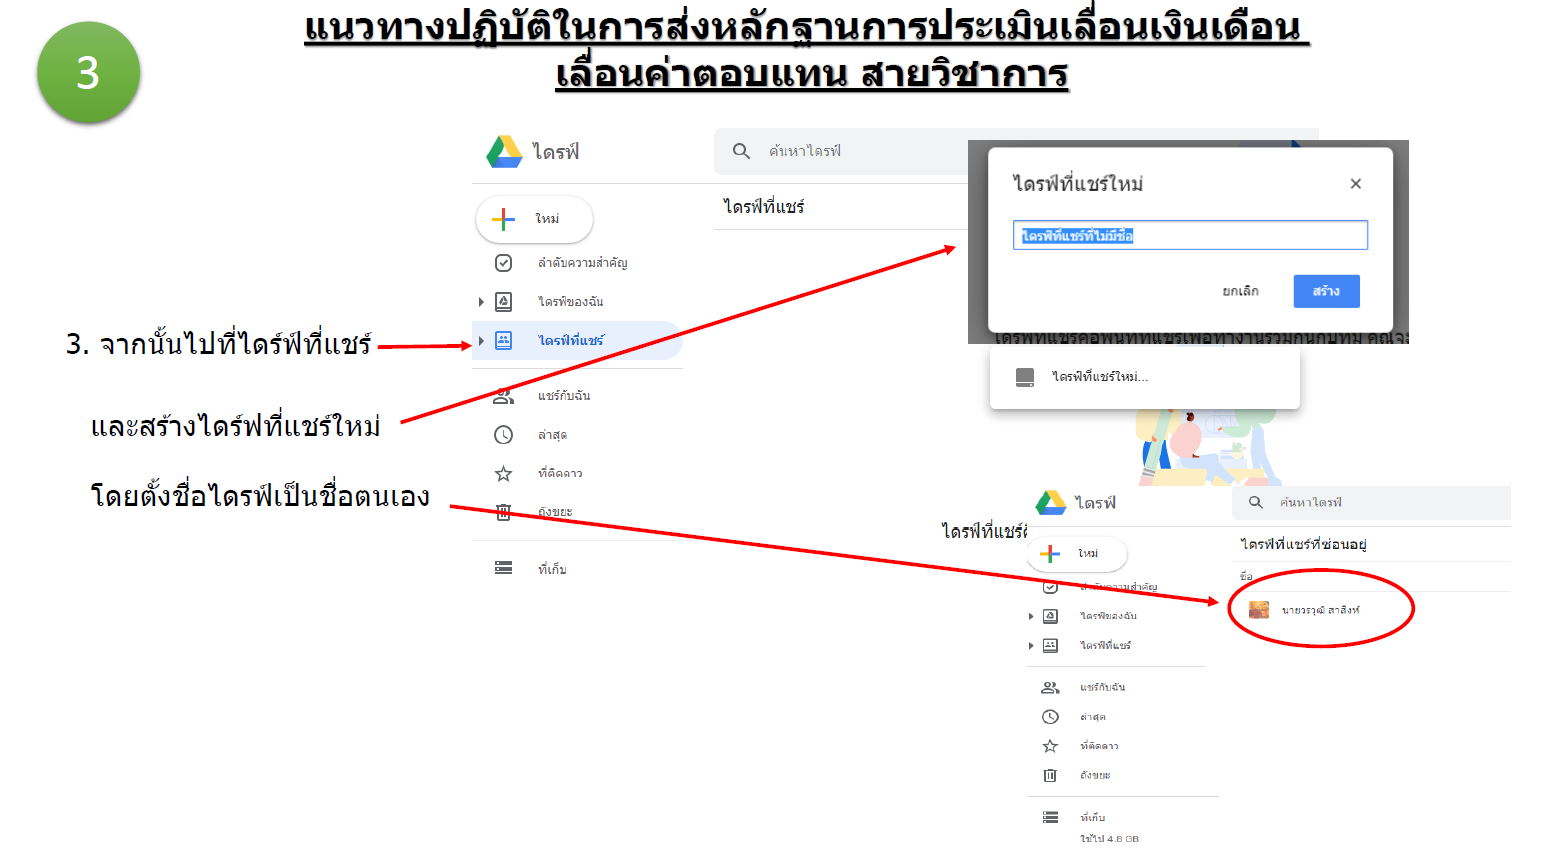 3
แนวทางปฏิบัติในการส่งหลักฐานการประเมินเลื่อนเงินเดือน
เลื่อนค่าตอบแทน สายวิชาการ
ไดรฟ์
ค้นหาไดรฟ์
ใหม่
ไดรฟ์ที่แชร์
ลำดับความสำคัญ
ไดรฟ์ของฉัน
ไดรฟ์ที่แชร์
แชร์กับฉัน
ล่าสุด
ที่ติดดาว
ถังขยะ
ที่เก็บ
3. จากนั้นไปที่ไดร์ฟ์ที่แชร์
และสร้างไดร์ฟที่แชร์ใหม่
โดยตั้งชื่อไดรฟ์เป็นชื่อตนเอง
ไดรฟ์ที่แชร์ใหม่
ไดรฟ์ที่แชร์ที่ไม่มีชื่อ
ยกเลิก
สร้าง
ไดรฟ์ที่แชร์คือพื้นที่ที่แชร์เพื่อทำงานร่วมกันกับทีม คุณจะ
ไดรฟ์ที่แชร์ใหม่...
ไดรฟ์ที่แชร์
ไดรฟ์
ค้นหาไดรฟ์
ใหม่
ไดรฟ์ที่แชร์ที่ซ่อนอยู่
ชื่อ
นายวรวุฒิ สาสิงห์
ลำดับความสำคัญ
ไดรฟ์ของฉัน
ไดรฟ์ที่แชร์
แชร์กับฉัน
ล่าสุด
ที่ติดดาว
ถังขยะ
ที่เก็บ
ใช้ไป 4.8 GB